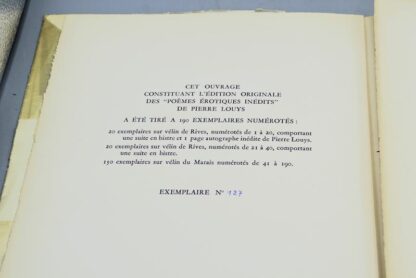 CET OUVRAGE
CONSTITUANT L'ÉDITION ORIGINALE
DES "POÈMES ÉROTIQUES INÉDITS"
DE PIERRE LOUYS
A ÉTÉ TIRÉ A 190 EXEMPLAIRES NUMÉROTÉS :
20 exemplaires sur vélin de Rives, numérotés de 1 à 20, comportant
une suite en bistre et 1 page autographe inédite de Pierre Louys.
20 exemplaires sur vélin de Rives, numérotés de 21 à 40, comportant
une suite en bistre.
150 exemplaires sur vélin du Marais numérotés de 41 à 190.
EXEMPLAIRE N° 127